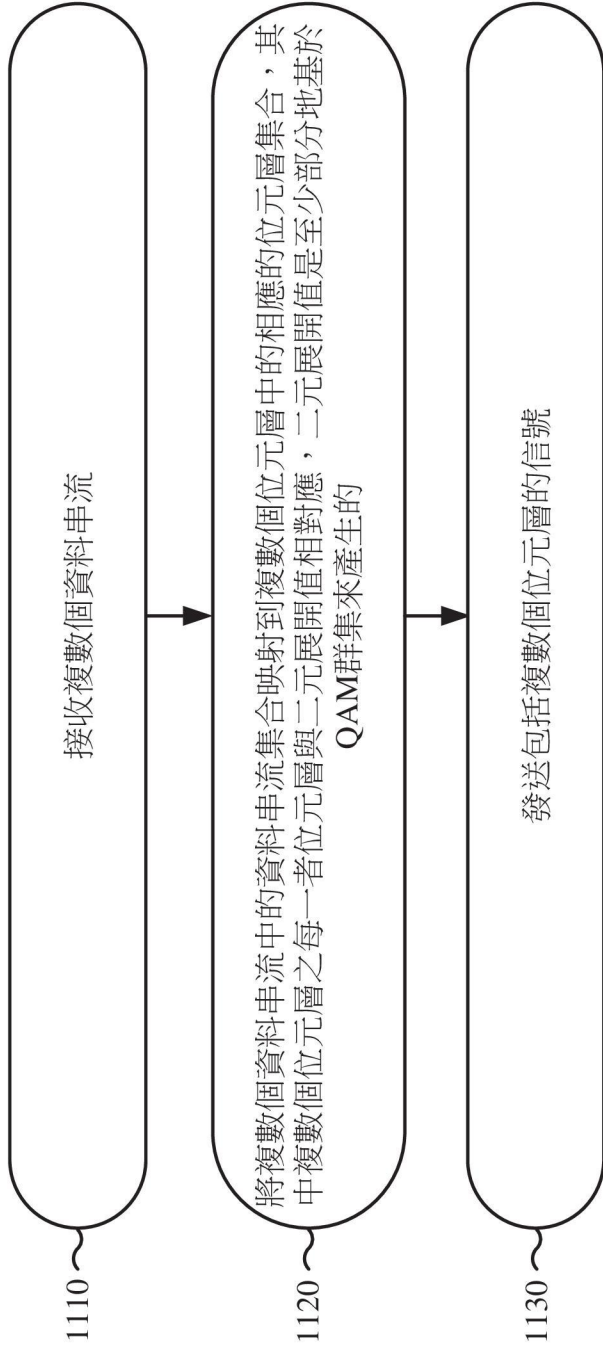 1110
接收複數個資料串流
1120
將複數個資料串流中的資料串流集合映射到複數個位元層中的相應的位元層集合，其
中複數個位元層之每一者位元層與二元展開值相對應，二元展開值是至少部分地基於
QAM群集來產生的
1130
發送包括複數個位元層的信號